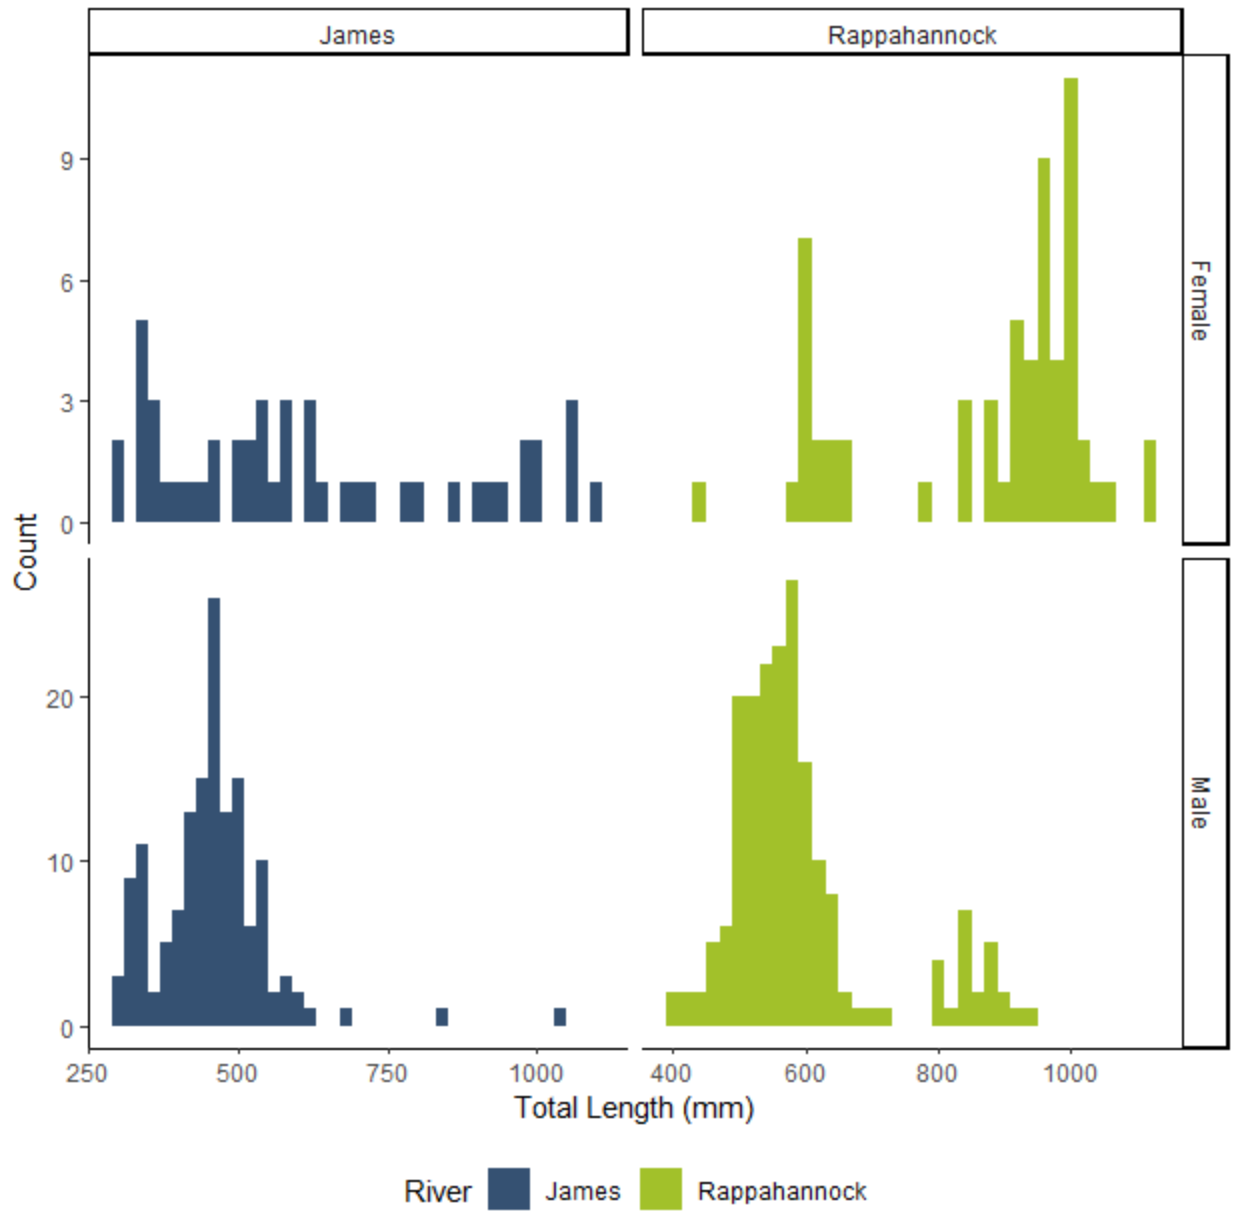 James Rappahannock
9
6
3
0
Female
Count
20
10
0
Male
250 500 750 1000 400 600 800 1000
Total Length (mm)
River James Rappahannock